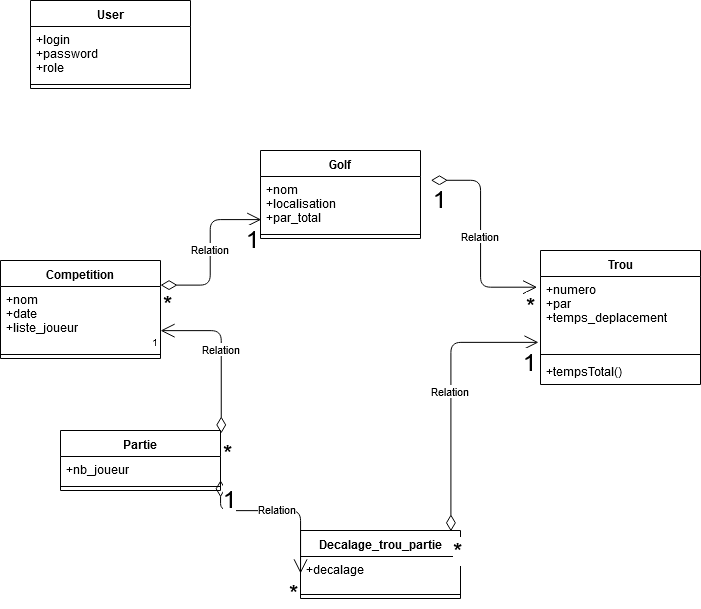 User
+login
+password
+role
Golf
+nom
+localisation
+par_total
1
1
Relation
Relation
Competition
+nom
+date
+liste_joueur
1
*
Trou
+numero
+par
+temps_deplacement
+tempsTotal()
*
1
Relation
Relation
Partie
+nb_joueur
*
1
Relation
Decalage_trou_partie
+decalage
*
*